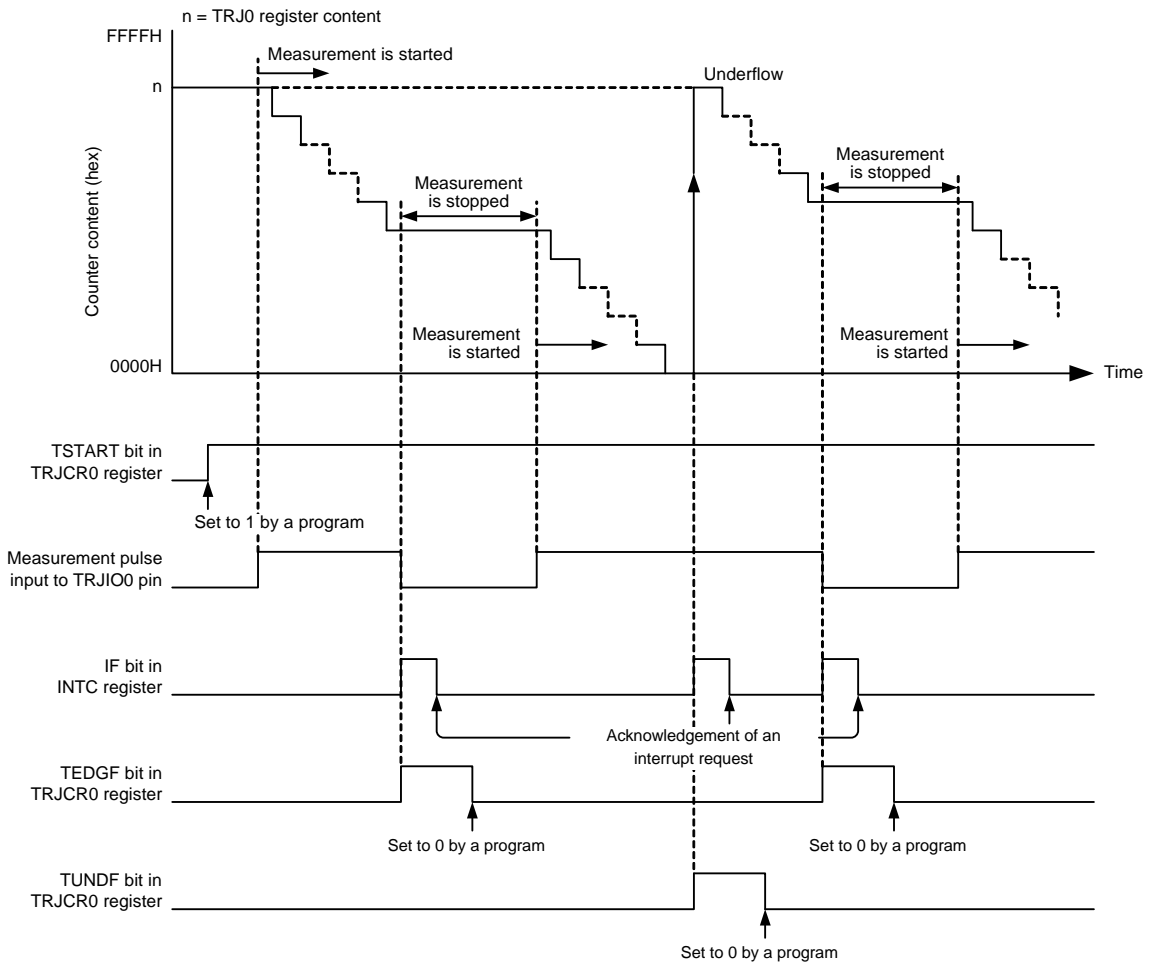 n = TRJ0 register content
FFFFH
Measurement is started
n
Underflow
Counter content (hex)
Measurement
is stopped
Measurement
is stopped
Measurement
is started
Measurement
is started
0000H
Time
TSTART bit in
TRJCR0 register
Set to 1 by a program
Measurement pulse
input to TRJIO0 pin
IF bit in
INTC register
Acknowledgement of an
interrupt request
TEDGF bit in
TRJCR0 register
Set to 0 by a program
Set to 0 by a program
TUNDF bit in
TRJCR0 register
Set to 0 by a program